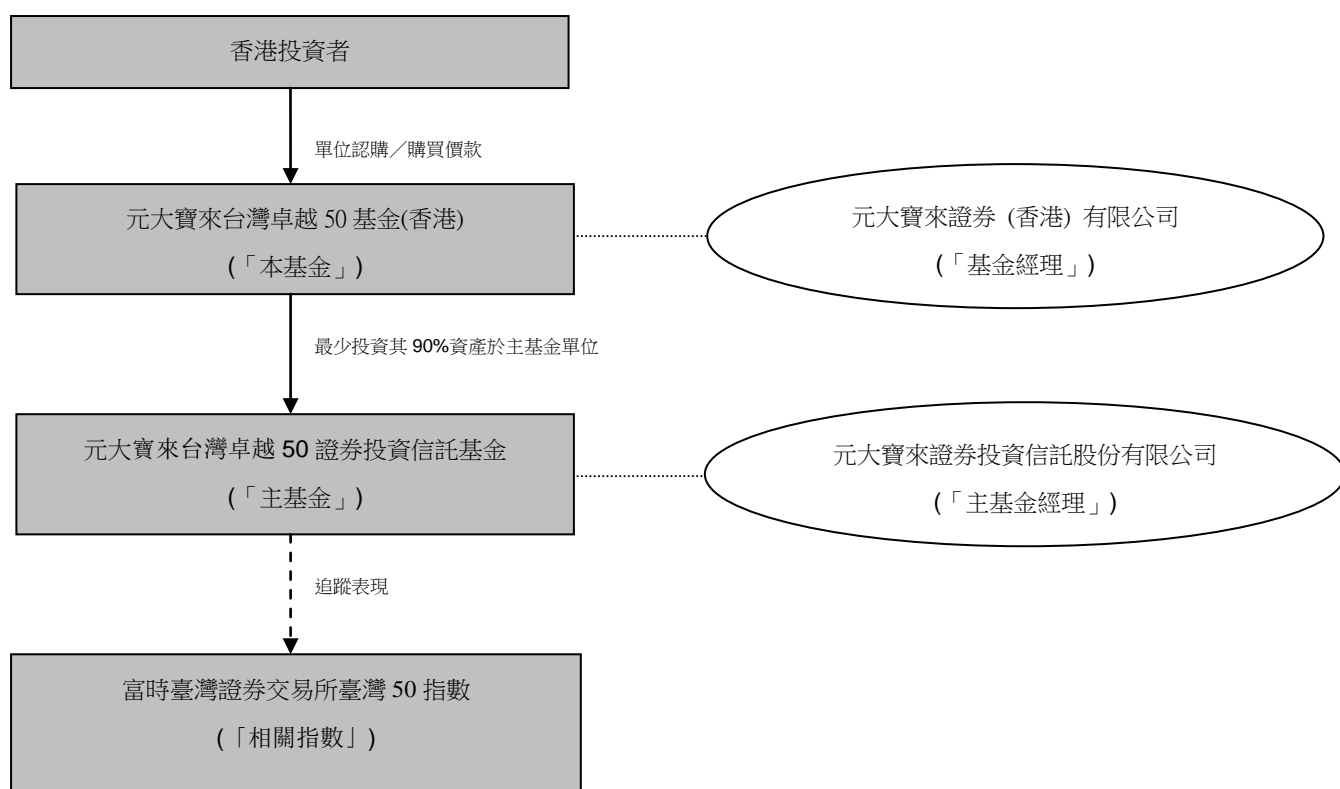 香港投資者
單位認購／購買價款
元大寶來台灣卓越 50 基金(香港)
(「本基金」)
元大寶來證券 (香港) 有限公司
(「基金經理」)
最少投資其 90%資產於主基金單位
元大寶來台灣卓越 50 證券投資信託基金
(「主基金」)
元大寶來證券投資信託股份有限公司
(「主基金經理」)
追蹤表現
富時臺灣證券交易所臺灣 50 指數
(「相關指數」)